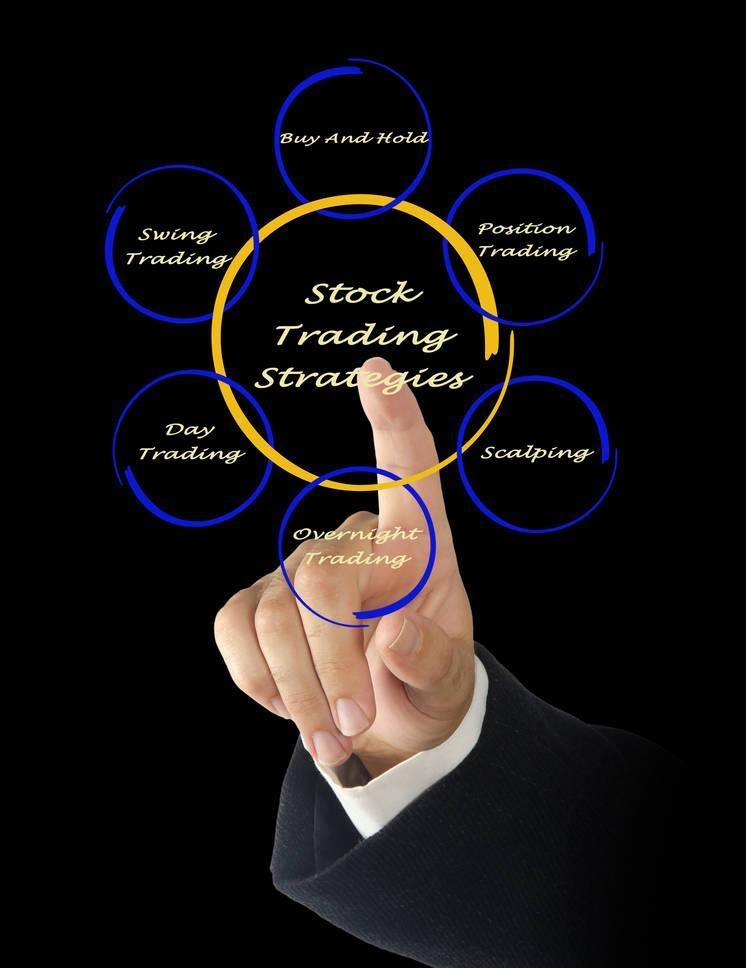 Buy And Hold
Position
Trading
Scalping
Overnight
Trading
Day
Trading
Swing
Trading
Stock
Trading
Strategies